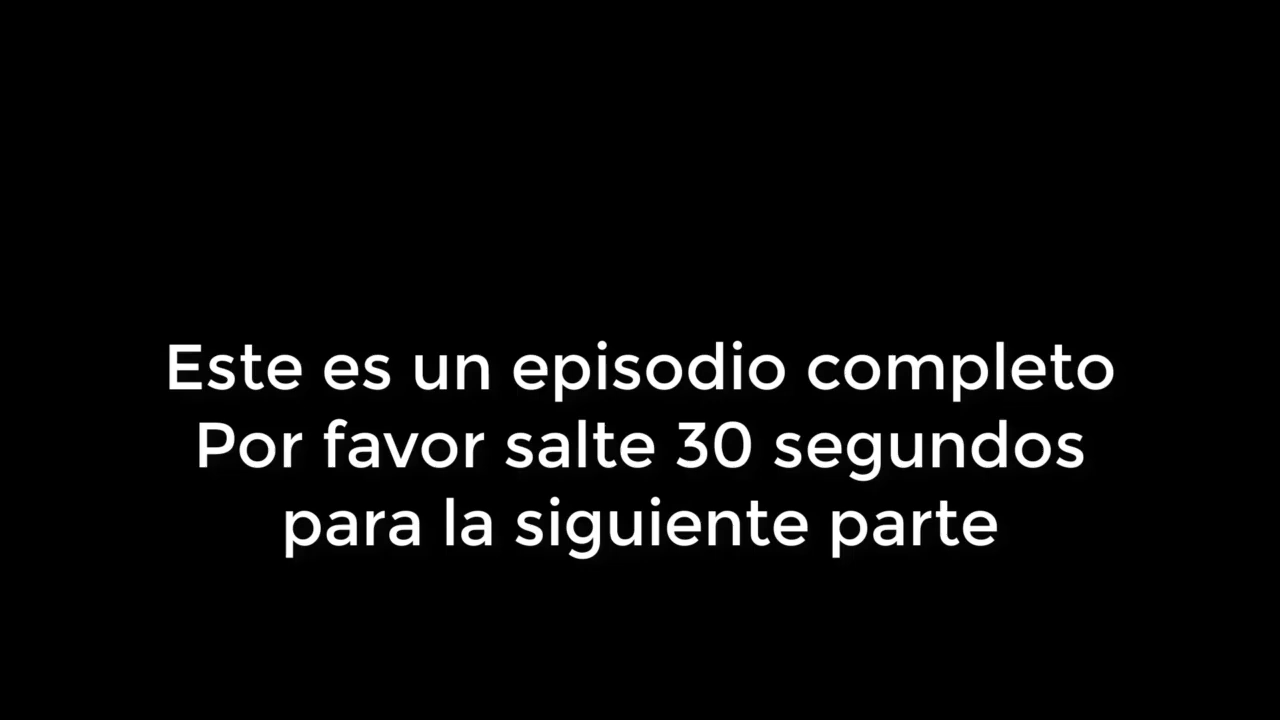 Este es un episodio completo
Por favor salte 30 segundos
para la siguiente parte